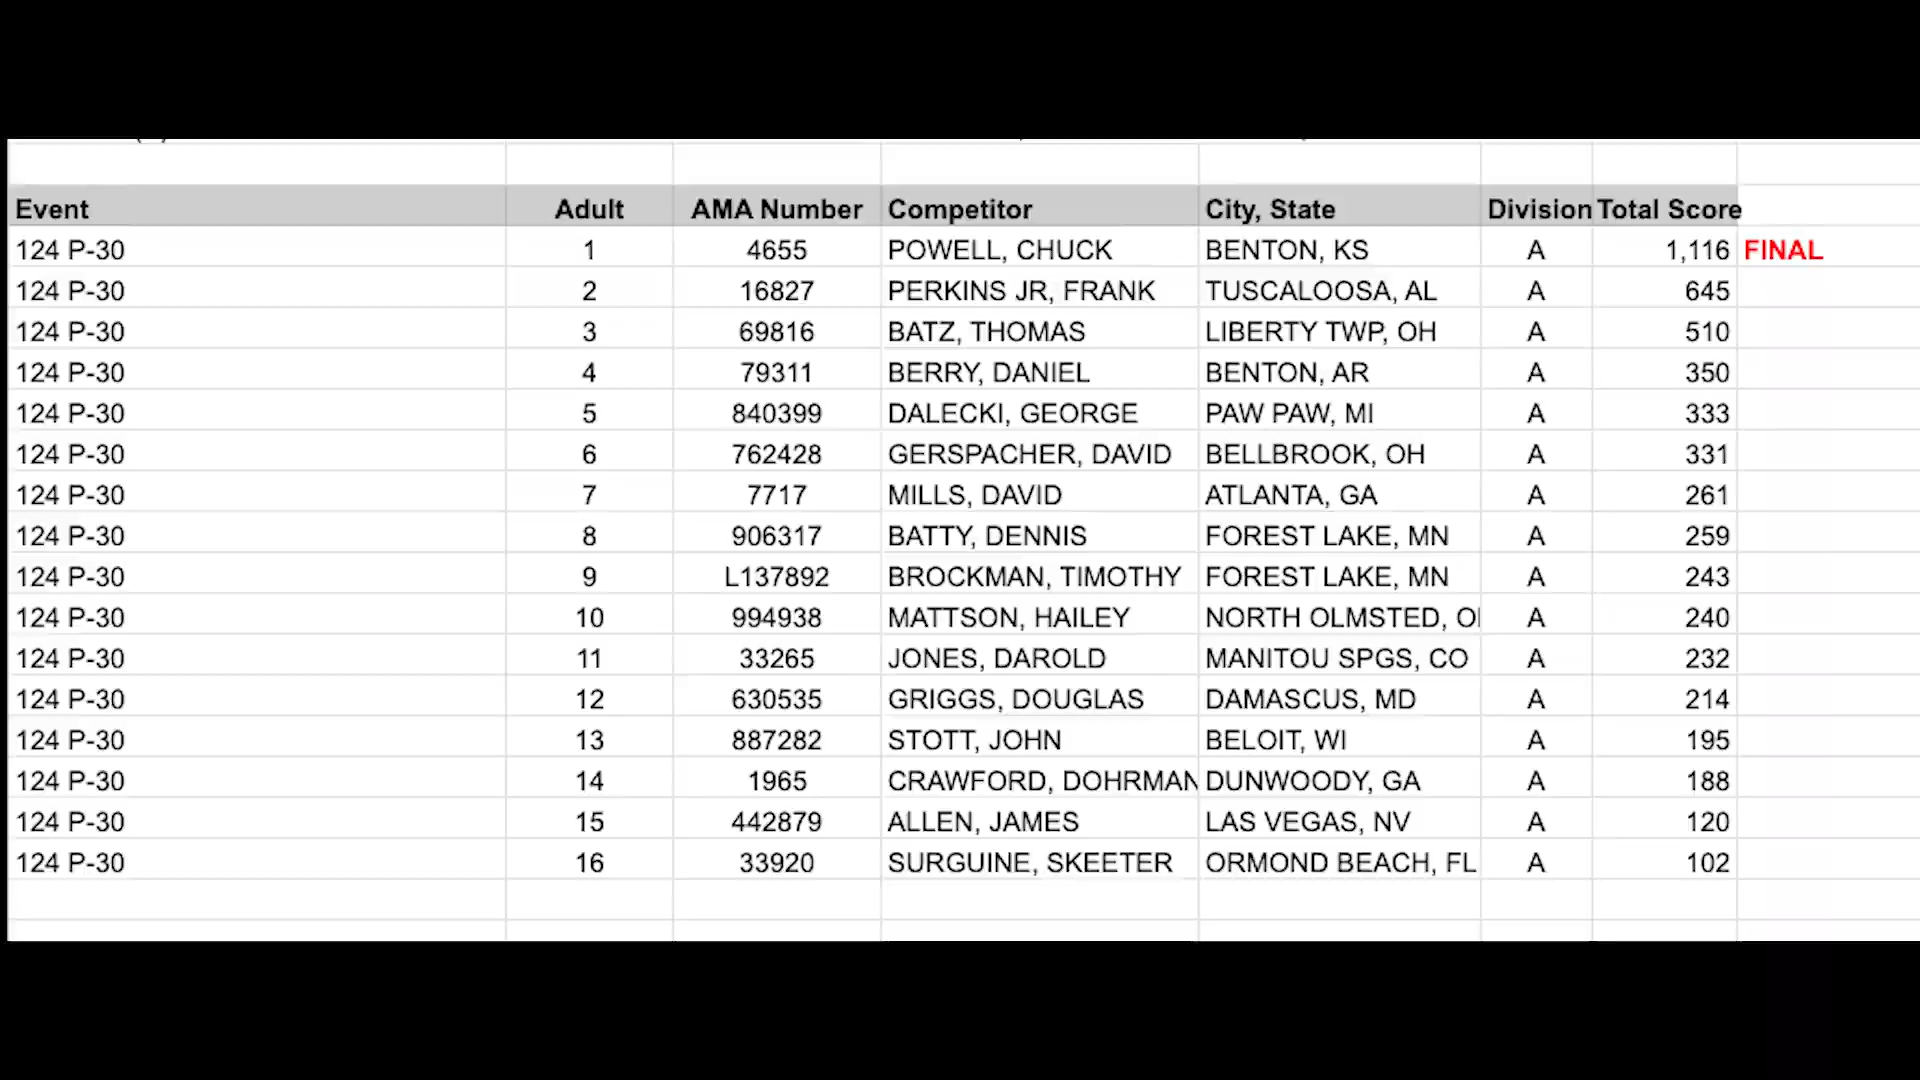 Event Adult AMA Number Competitor City, State Division Total Score
124 P-30 1 4655 POWELL, CHUCK BENTON, KS A 1,116 FINAL
124 P-30 2 16827 PERKINS JR, FRANK TUSCALOOSA, AL A 645
124 P-30 3 69816 BATZ, THOMAS LIBERTY TWP, OH A 510
124 P-30 4 79311 BERRY, DANIEL BENTON, AR A 350
124 P-30 5 840399 DALECKI, GEORGE PAW PAW, MI A 333
124 P-30 6 762428 GERSPACHER, DAVID BELLBROOK, OH A 331
124 P-30 7 7717 MILLS, DAVID ATLANTA, GA A 261
124 P-30 8 906317 BATTY, DENNIS FOREST LAKE, MN A 259
124 P-30 9 L137892 BROCKMAN, TIMOTHY FOREST LAKE, MN A 243
124 P-30 10 994938 MATTSON, HAILEY NORTH OLMSTED, A 240
124 P-30 11 33265 JONES, DAROLD MANITOU SPGS, CO A 232
124 P-30 12 630535 GRIGGS, DOUGLAS DAMASCUS, MD A 214
124 P-30 13 887282 STOTT, JOHN BELOIT, WI A 195
124 P-30 14 1965 CRAWFORD, DOHRMAN DUNWOODY, GA A 188
124 P-30 15 442879 ALLEN, JAMES LAS VEGAS, NV A 120
124 P-30 16 33920 SURGUINE, SKEETER ORMOND BEACH, FL A 102